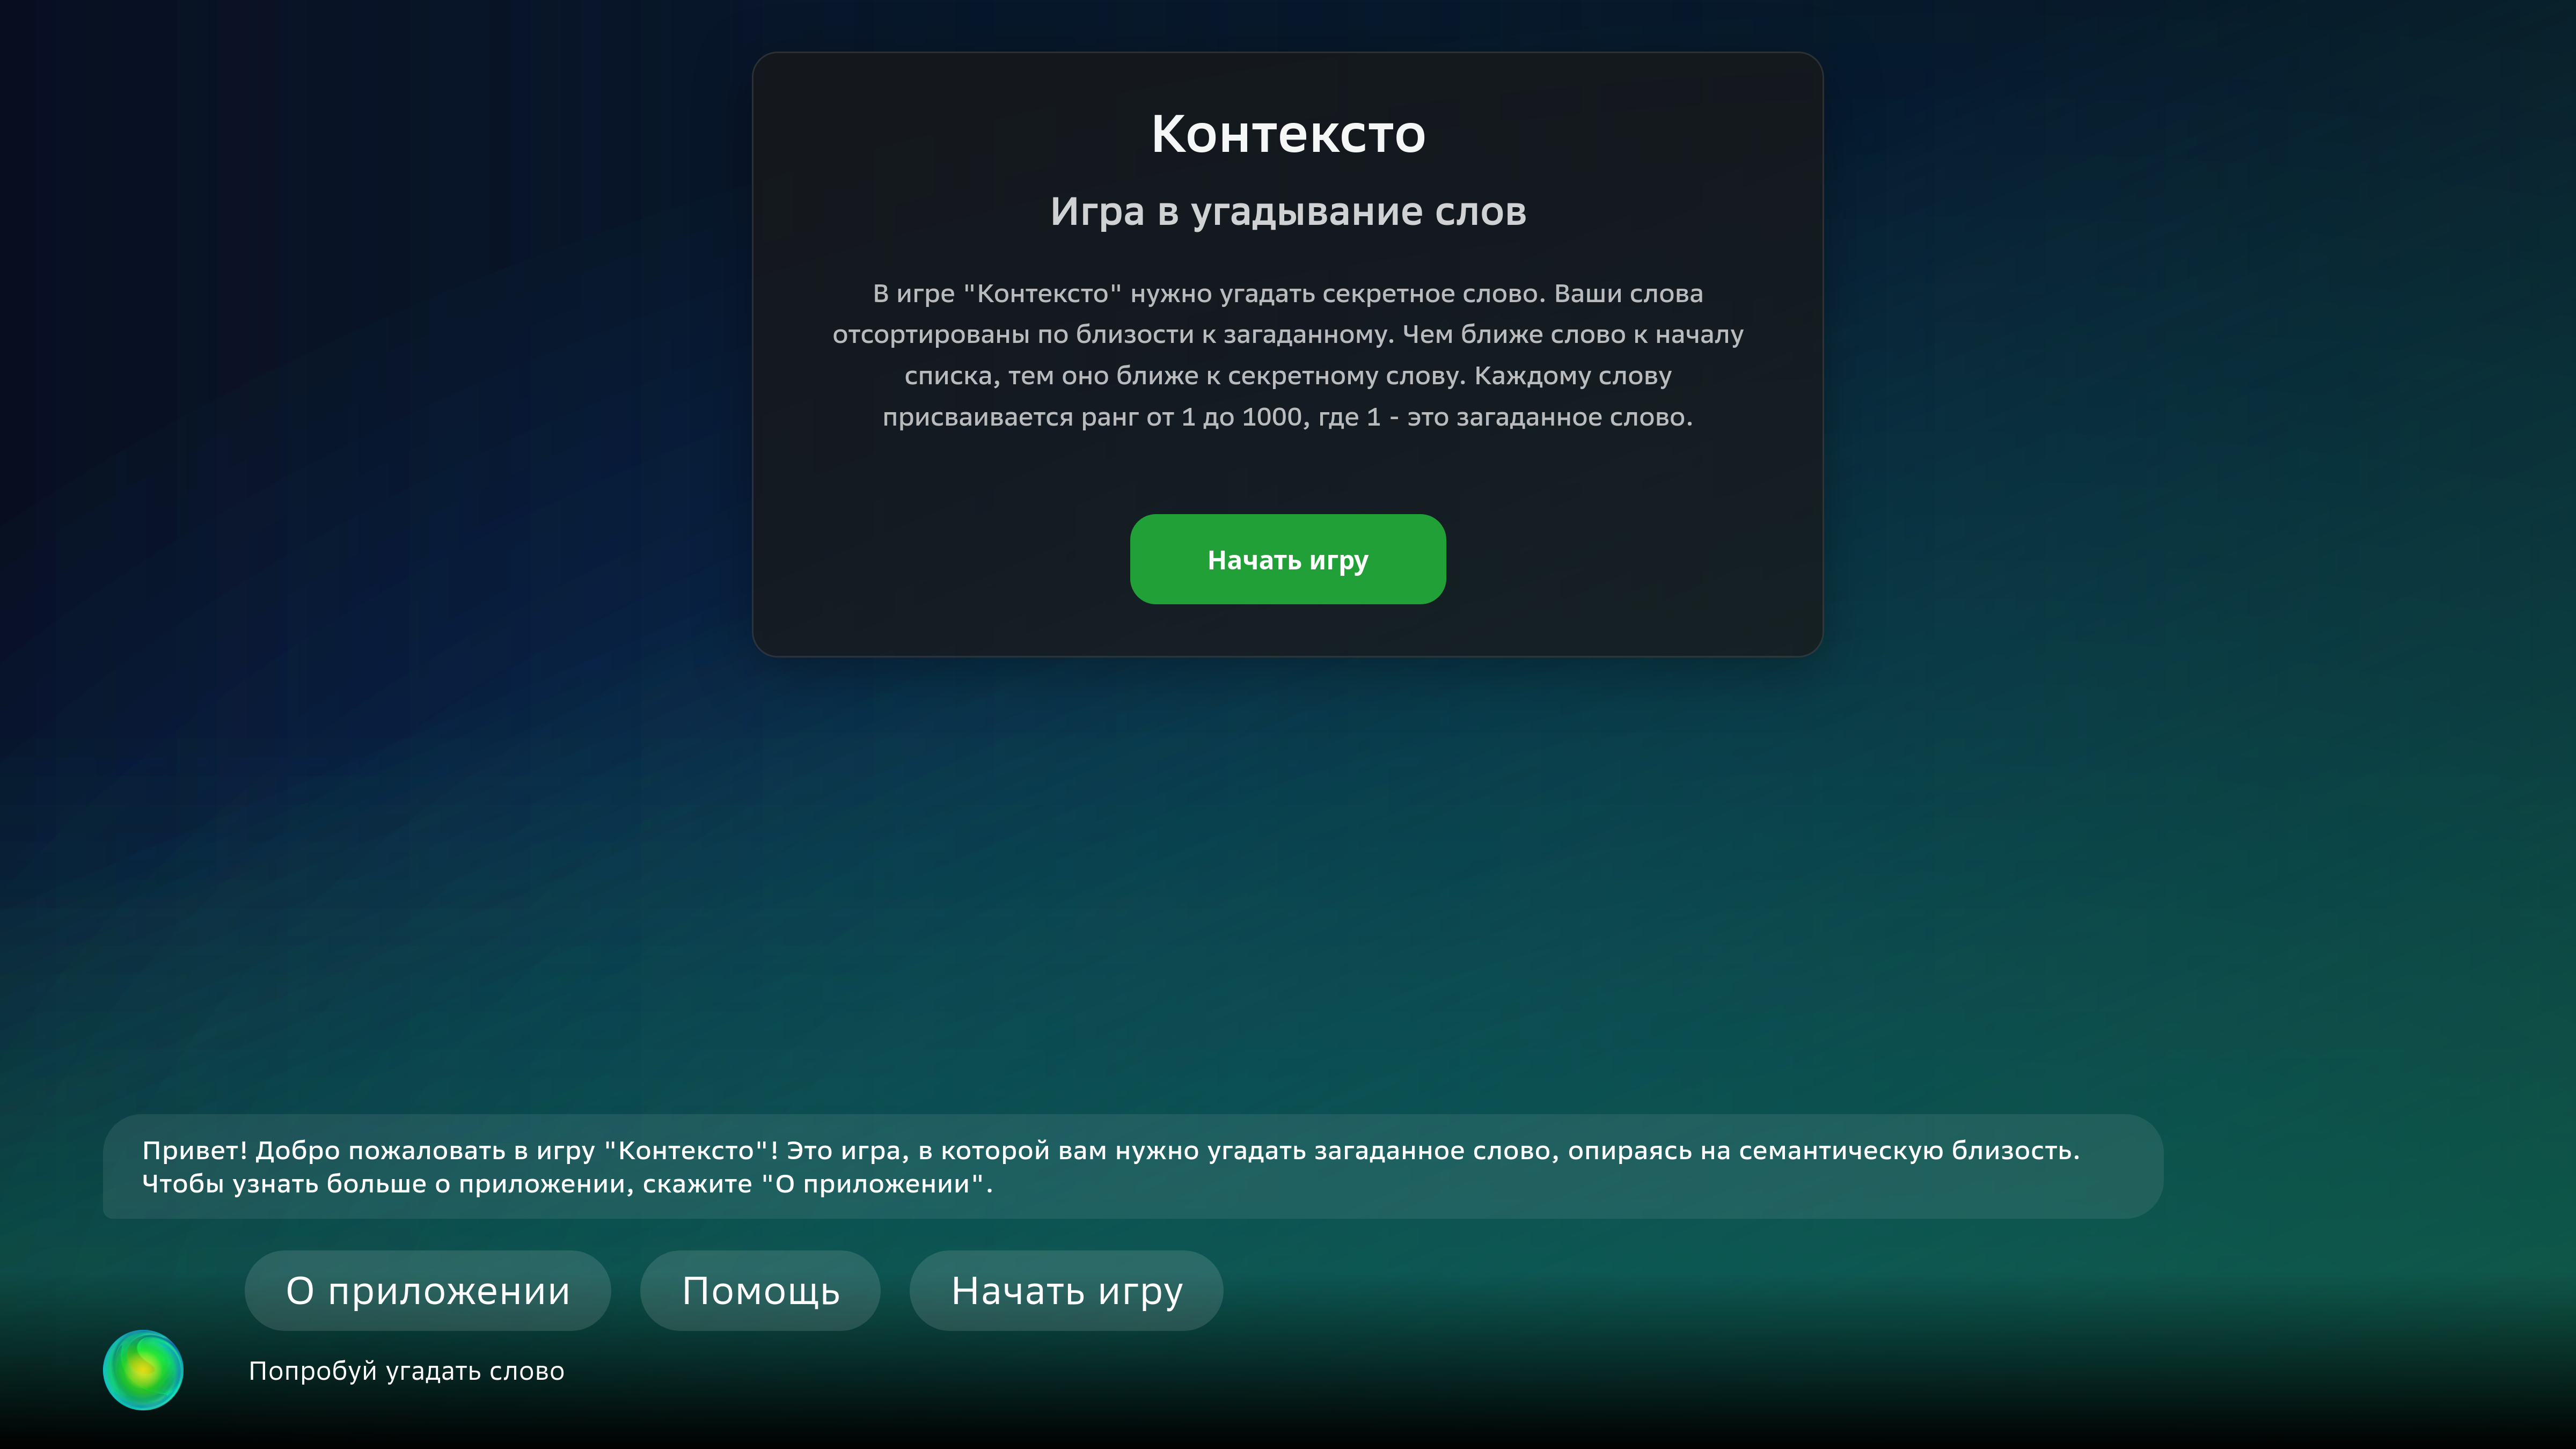 Контексто
Игра в угадывание слов
В игре "Контексто" нужно угадать секретное слово. Ваши слова
отсортированы по близости к загаданному. Чем ближе слово к началу
списка, тем оно ближе к секретному слову. Каждому слову
присваивается ранг от 1 до 1000, где 1 - это загаданное слово.
Начать игру
Привет! Добро пожаловать в игру "Контексто"! Это игра, в которой вам нужно угадать загаданное слово, опираясь на семантическую близость.
Чтобы узнать больше о приложении, скажите "О приложении".
О приложении
Помощь
Начать игру
Попробуй угадать слово